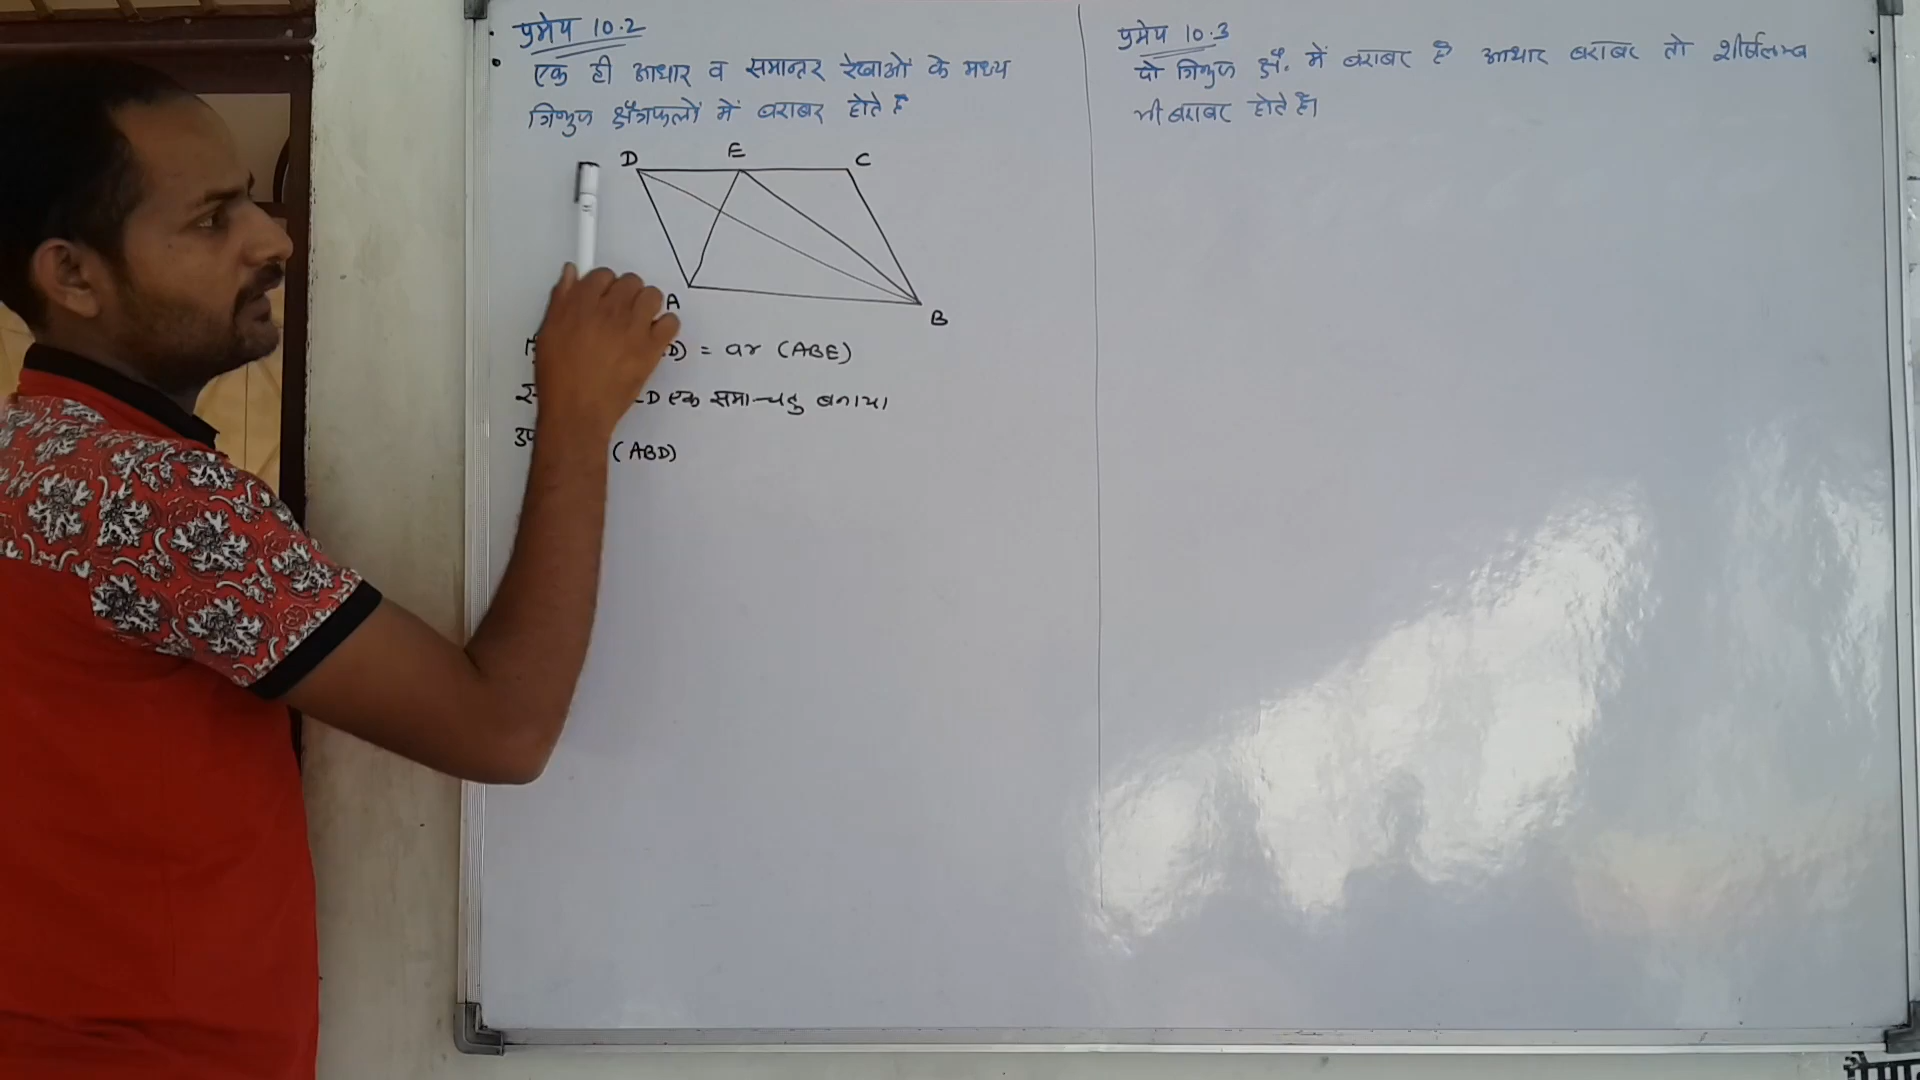 प्रमेय 10.2
एक ही आधार व समान्तर रेखाओं के मध्य
त्रिभुज क्षेत्रफलों में बराबर होते है
D E C
A
B
D) = ar (ABE)
D एक समा-चतु बनाया
(ABD)
प्रमेय 10.3
दो त्रिभुज क्षे. में बराबर है आधार बराबर तो शीर्षलम्ब
भी बराबर होते है।